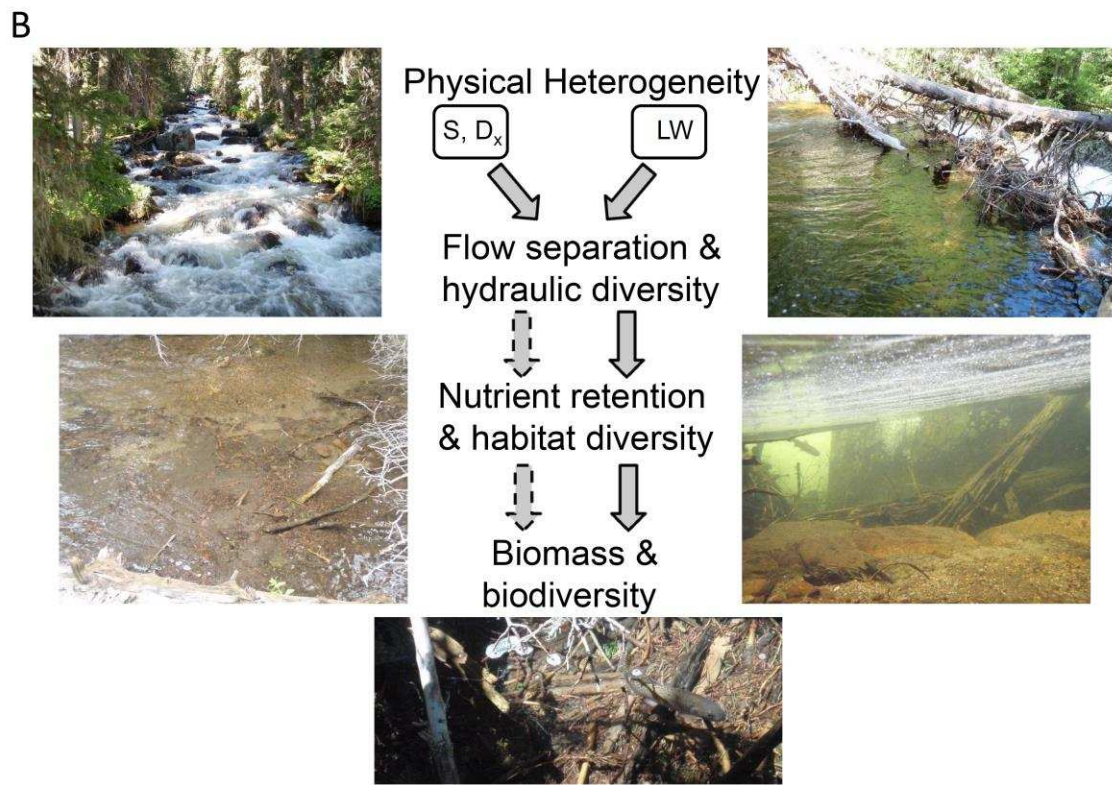 B
Physical Heterogeneity
S, Dₓ
LW
Flow separation &
hydraulic diversity
Nutrient retention
& habitat diversity
Biomass &
biodiversity